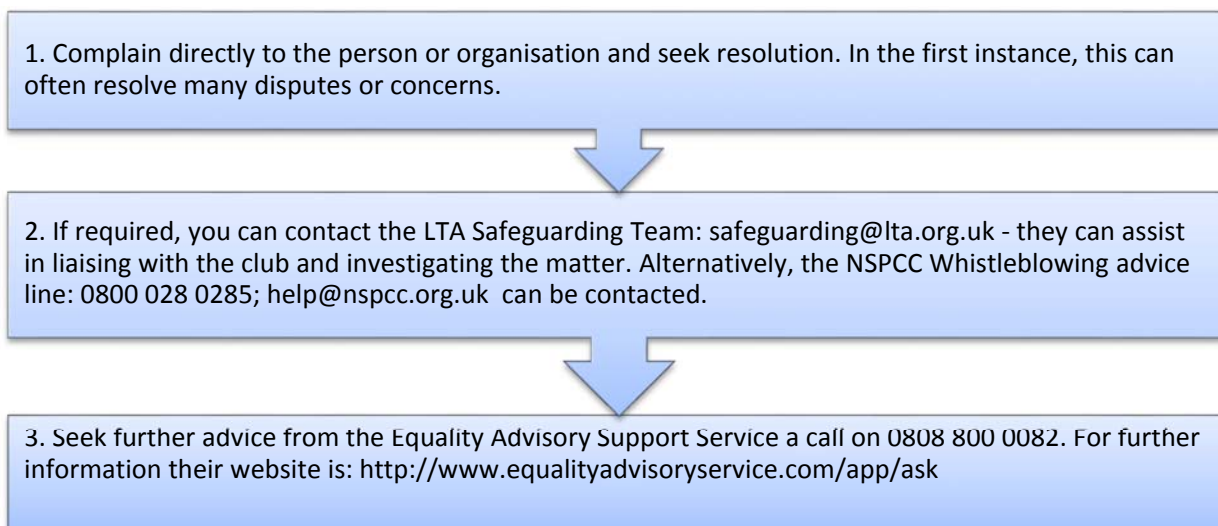 1. Complain directly to the person or organisation and seek resolution. In the first instance, this can
often resolve many disputes or concerns.
2. If required, you can contact the LTA Safeguarding Team: safeguarding@lta.org.uk - they can assist
in liaising with the club and investigating the matter. Alternatively, the NSPCC Whistleblowing advice
line: 0800 028 0285; help@nspcc.org.uk can be contacted.
3. Seek further advice from the Equality Advisory Support Service a call on 0808 800 0082. For further
information their website is: http://www.equalityadvisoryservice.com/app/ask